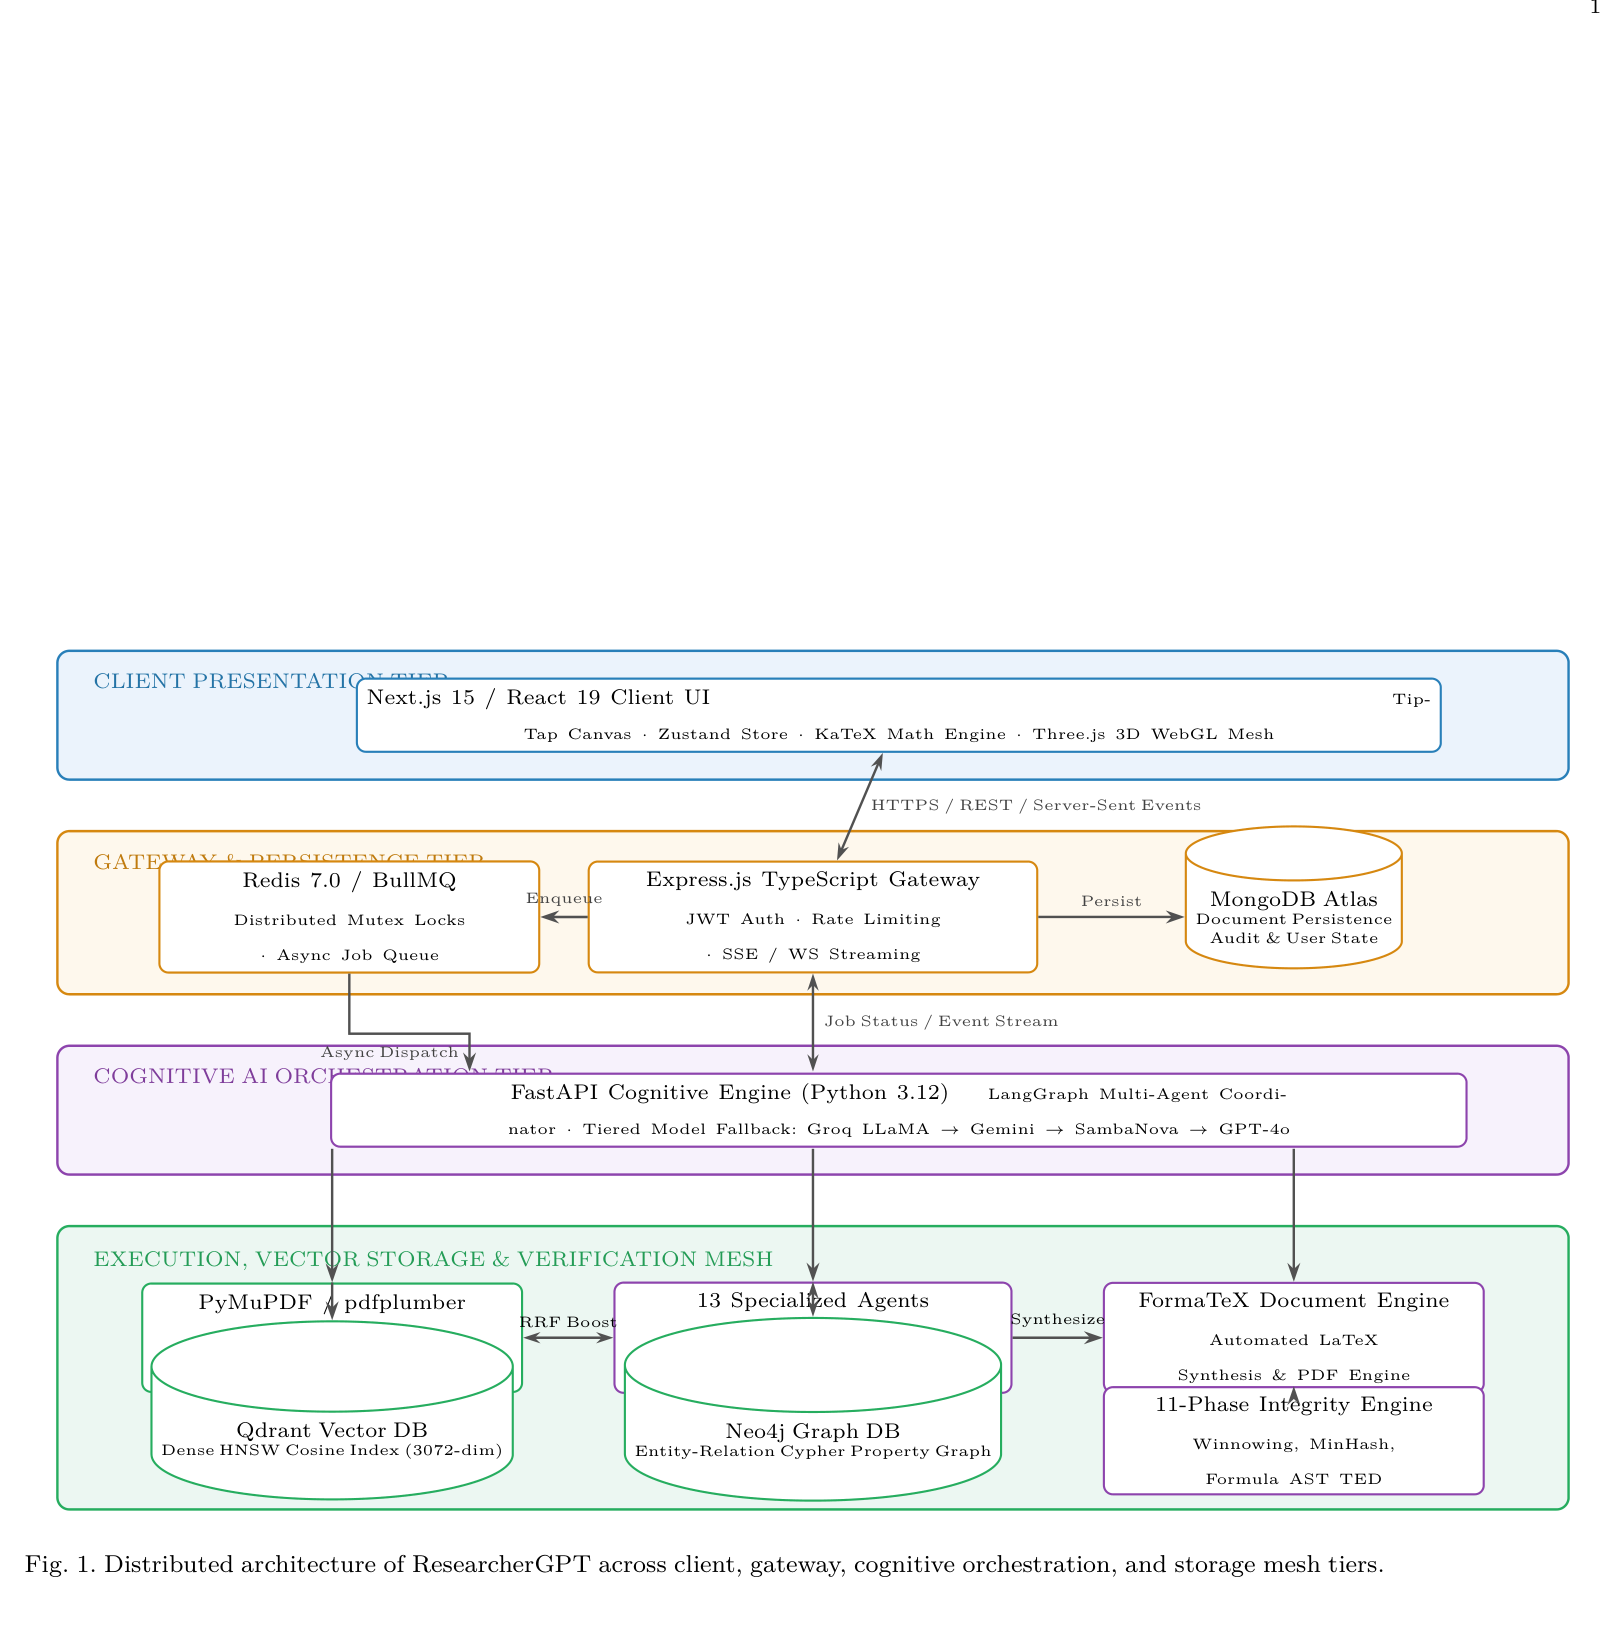 1
CLIENT PRESENTATION TIER
Next.js 15 / React 19 Client UI Tip-
Tap Canvas · Zustand Store · KaTeX Math Engine · Three.js 3D WebGL Mesh
HTTPS / REST / Server-Sent Events
GATEWAY & PERSISTENCE TIER
Redis 7.0 / BullMQ
Distributed Mutex Locks
· Async Job Queue
Enqueue
Express.js TypeScript Gateway
JWT Auth · Rate Limiting
· SSE / WS Streaming
Persist
MongoDB Atlas
Document Persistence
Audit & User State
Job Status / Event Stream
Async Dispatch
COGNITIVE AI ORCHESTRATION TIER
FastAPI Cognitive Engine (Python 3.12) LangGraph Multi-Agent Coordi-
nator · Tiered Model Fallback: Groq LLaMA → Gemini → SambaNova → GPT-4o
EXECUTION, VECTOR STORAGE & VERIFICATION MESH
PyMuPDF / pdfplumber
Qdrant Vector DB
Dense HNSW Cosine Index (3072-dim)
RRF Boost
13 Specialized Agents
Neo4j Graph DB
Entity-Relation Cypher Property Graph
Synthesize
FormaTeX Document Engine
Automated LaTeX
Synthesis & PDF Engine
11-Phase Integrity Engine
Winnowing, MinHash,
Formula AST TED
Fig. 1. Distributed architecture of ResearcherGPT across client, gateway, cognitive orchestration, and storage mesh tiers.